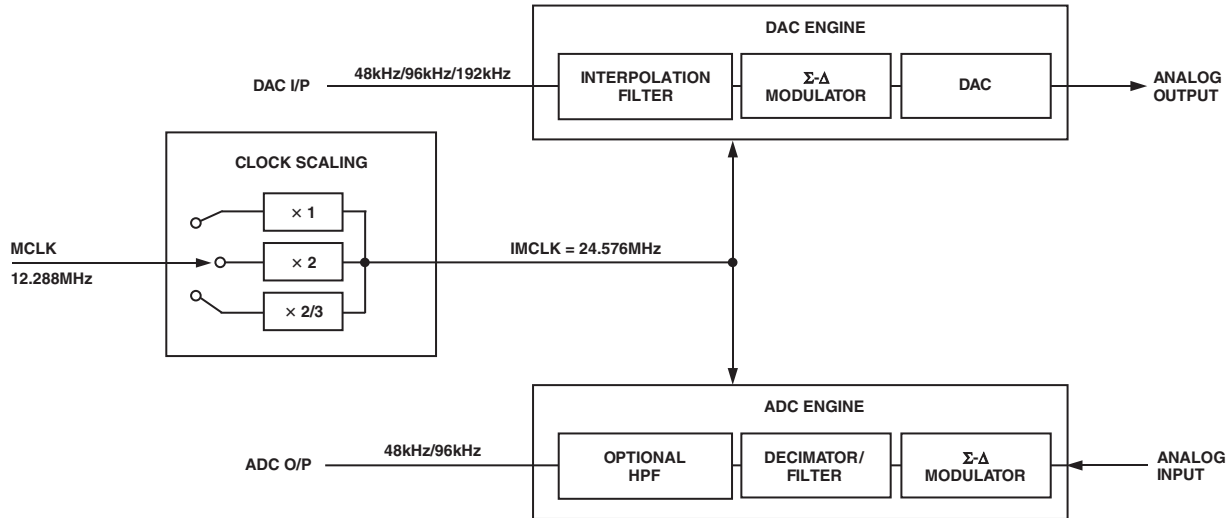 DAC ENGINE
DAC I/P
48kHz/96kHz/192kHz
INTERPOLATION
FILTER
Σ-Δ
MODULATOR
DAC
ANALOG
OUTPUT
CLOCK SCALING
× 1
MCLK
12.288MHz
× 2
IMCLK = 24.576MHz
× 2/3
ADC ENGINE
ADC O/P
48kHz/96kHz
OPTIONAL
HPF
DECIMATOR/
FILTER
Σ-Δ
MODULATOR
ANALOG
INPUT